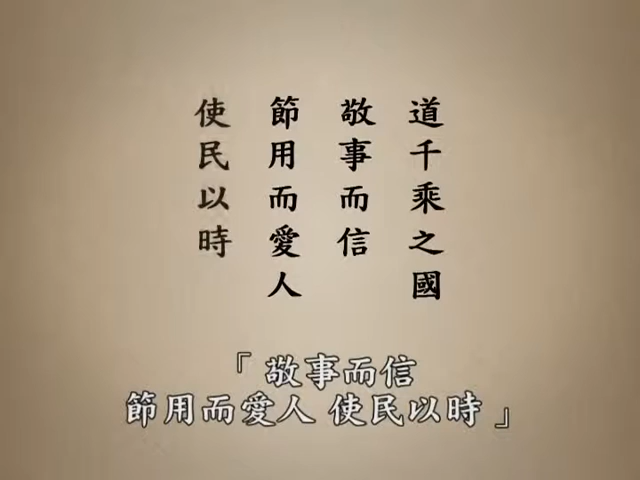 道千乘之國
敬事而信
節用而愛人
使民以時
「敬事而信
節用而愛人 使民以時」